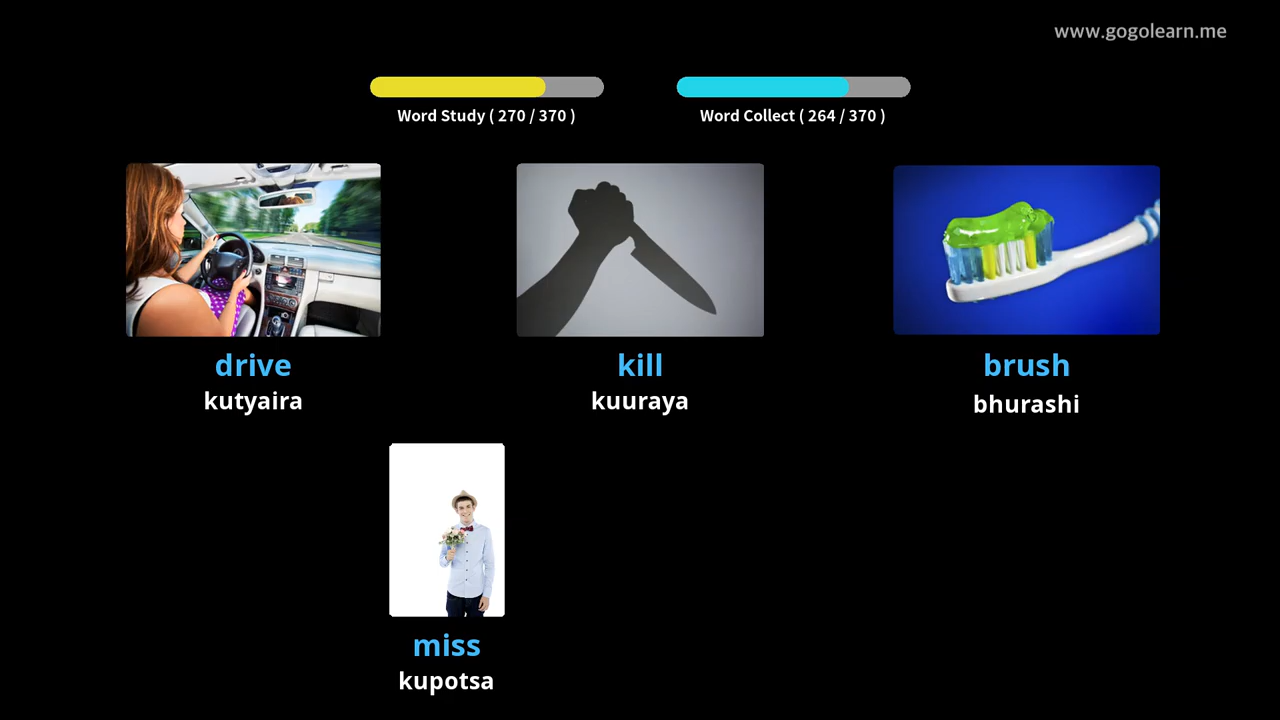 www.gogolearn.me
Word Study ( 270 / 370 )
Word Collect ( 264 / 370 )
drive
kutyaira
kill
kuuraya
brush
bhurashi
miss
kupotsa